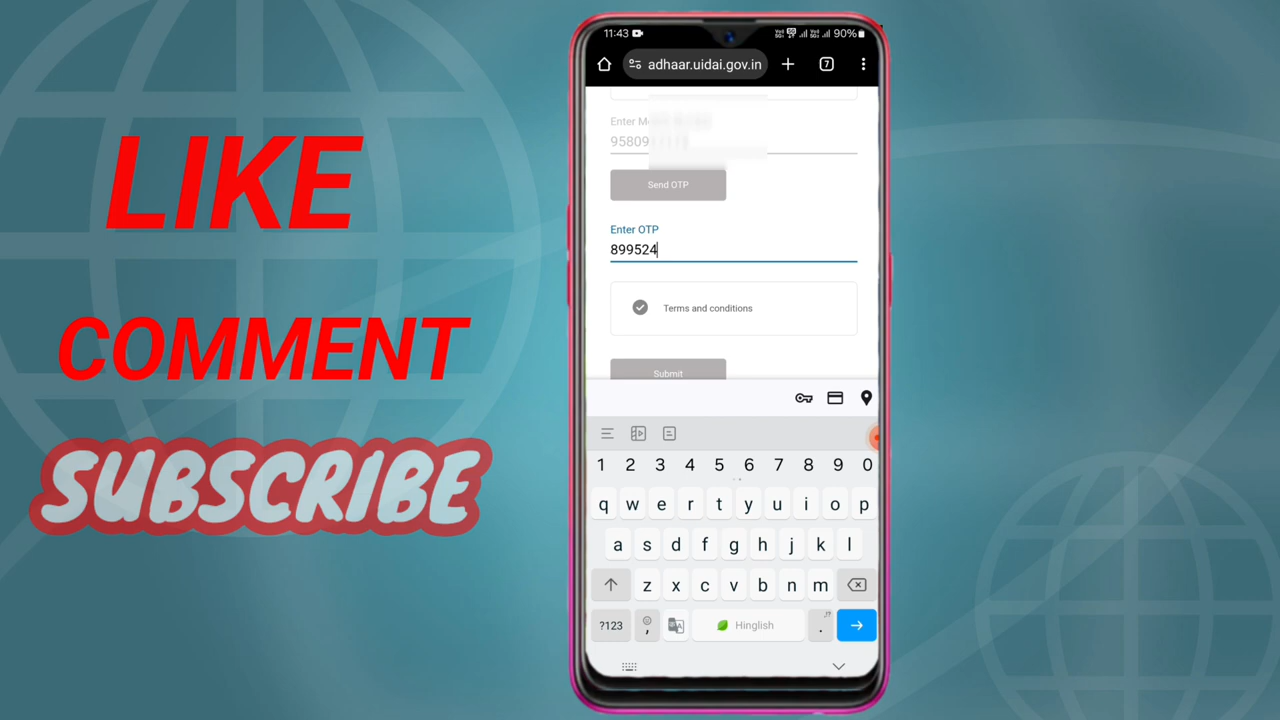 LIKE
COMMENT
SUBSCRIBE
11:43 90%
adhaar.uidai.gov.in 7
Enter
Send OTP
Enter OTP
899524
Terms and conditions
Submit
1 2 3 4 5 6 7 8 9 0
q w e r t y u i o p
a s d f g h j k l
z x c v b n m
?123 , Hinglish .